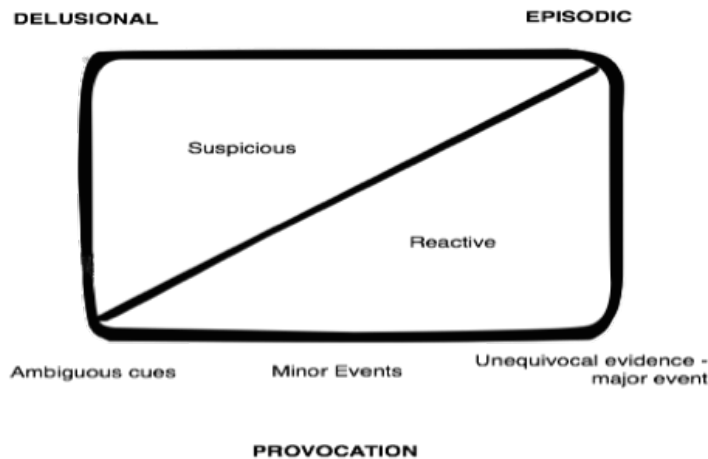 DELUSIONAL
EPISODIC
Suspicious
Reactive
Ambiguous cues
Minor Events
Unequivocal evidence -
major event
PROVOCATION